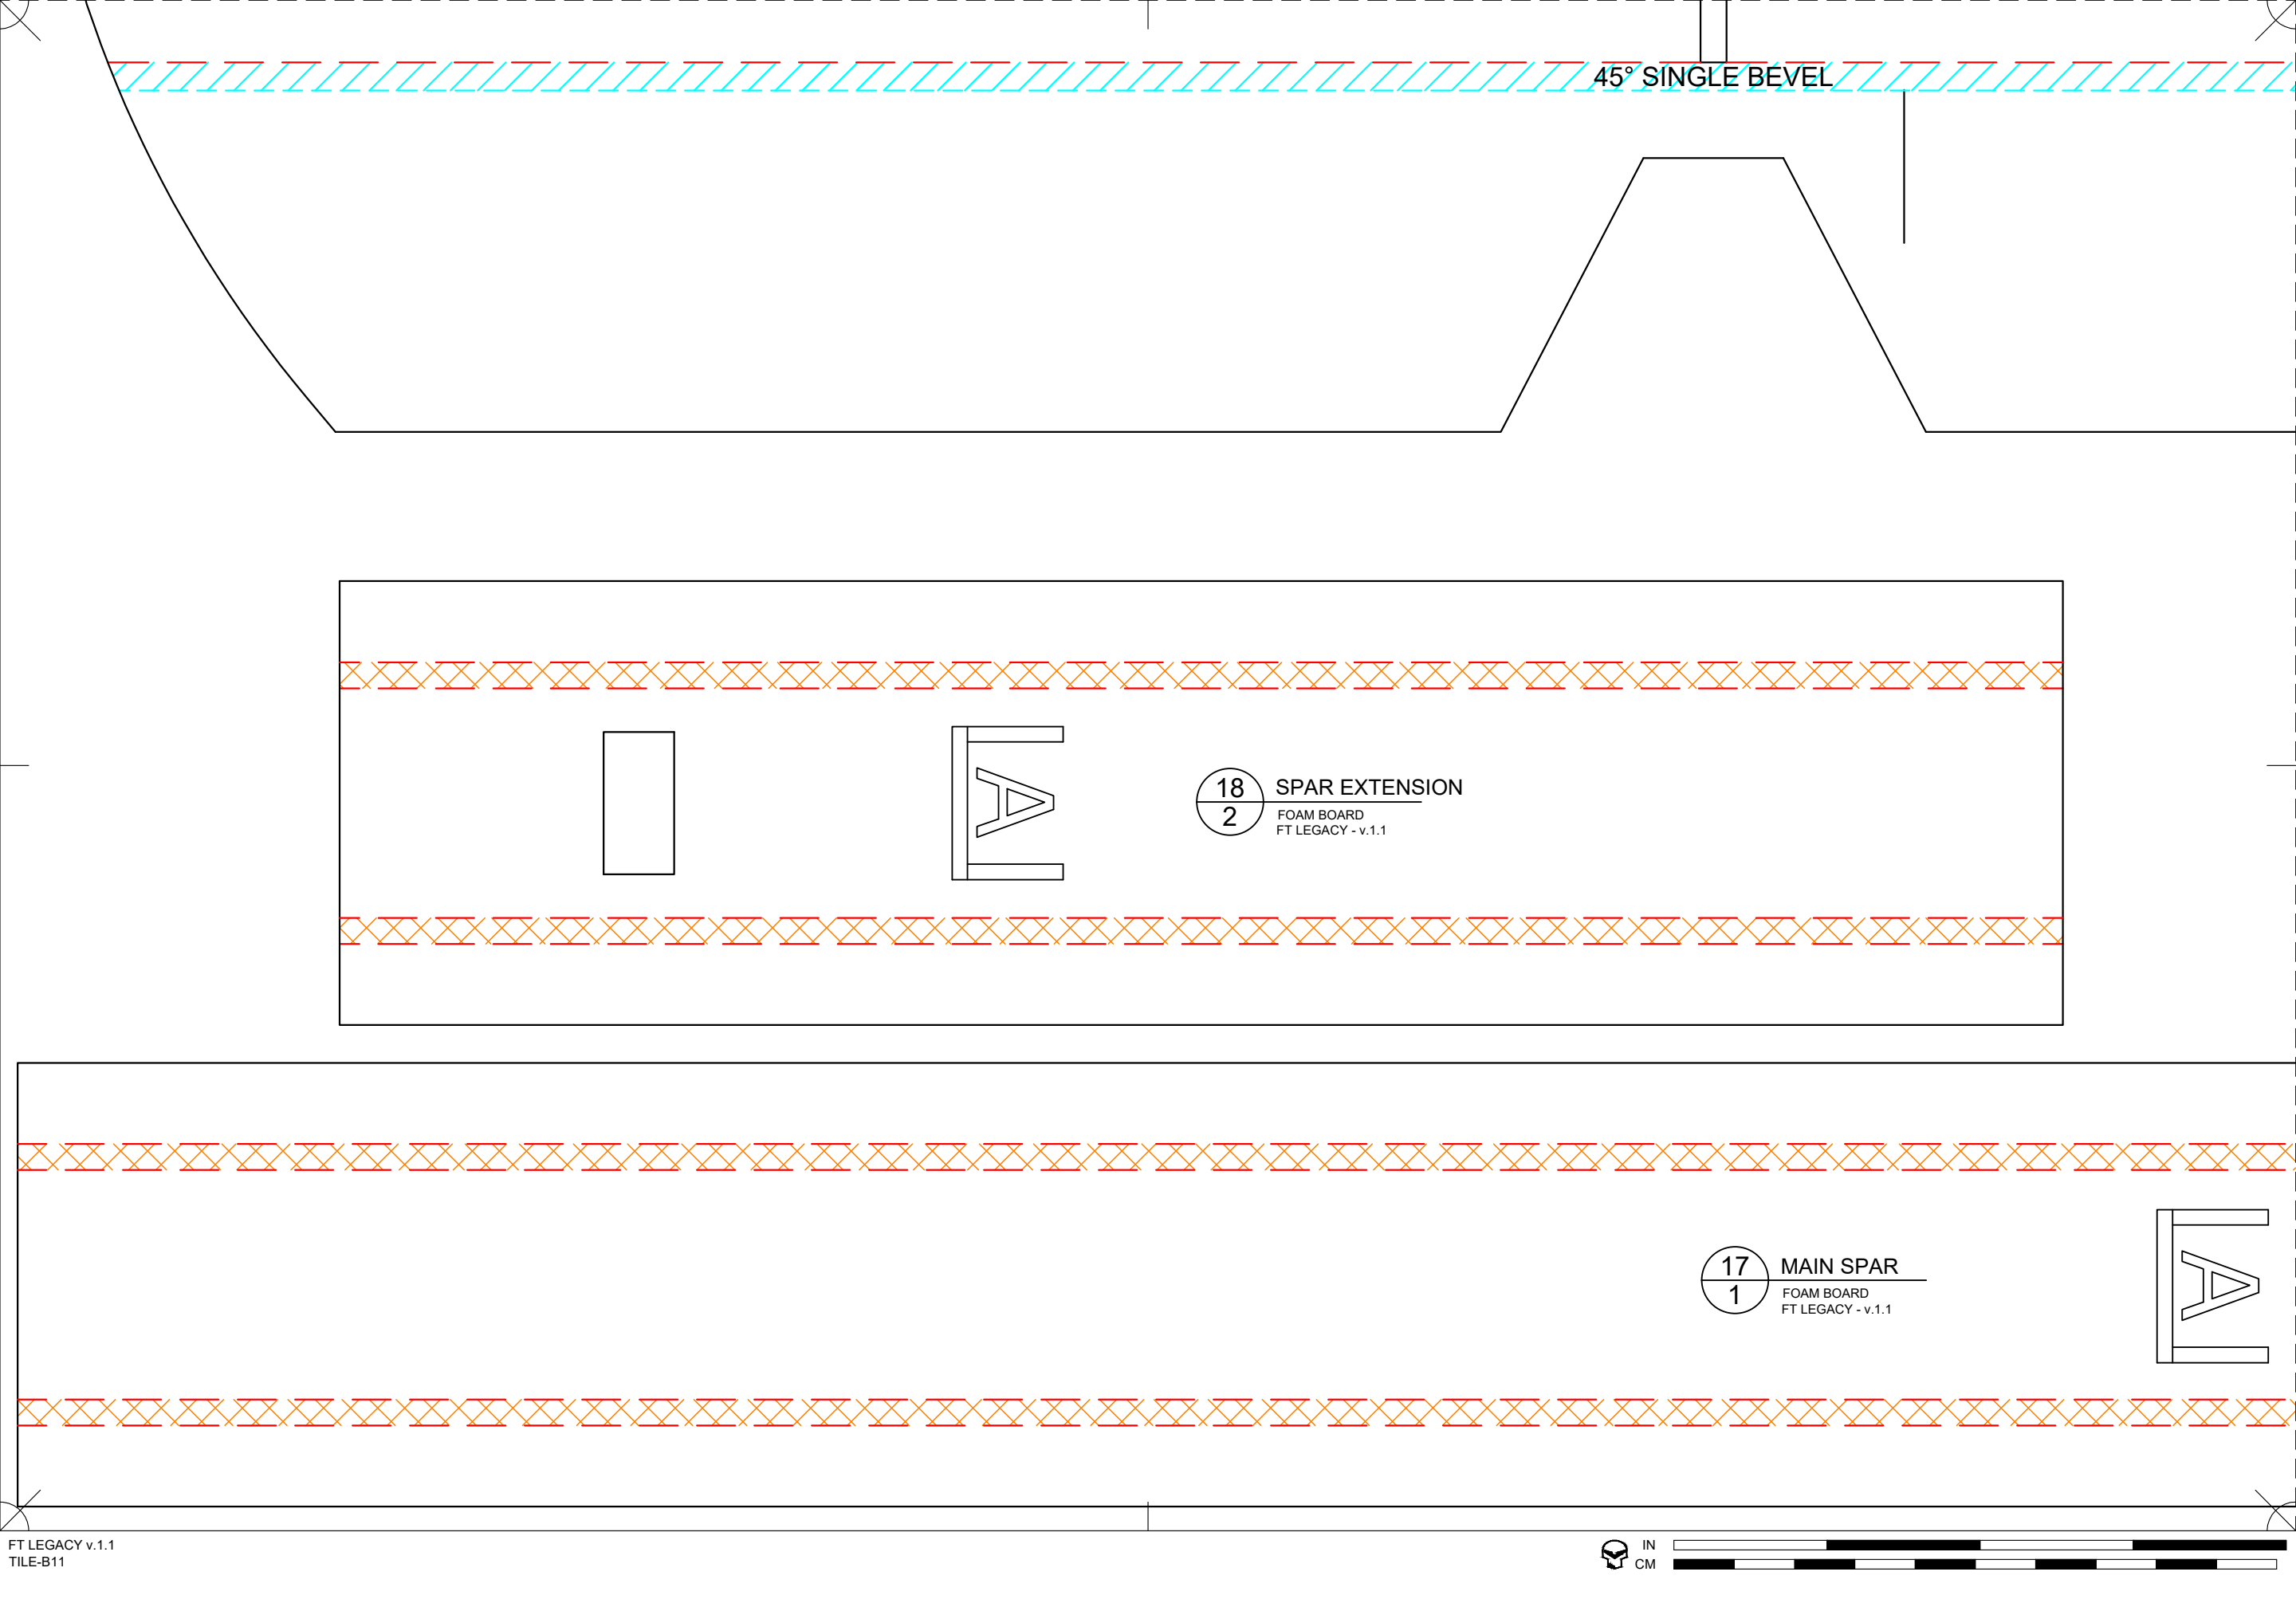 45° SINGLE BEVEL
A
18
2
SPAR EXTENSION
FOAM BOARD
FT LEGACY - v.1.1
17
1
MAIN SPAR
FOAM BOARD
FT LEGACY - v.1.1
A
FT LEGACY v.1.1
TILE-B11
IN
CM